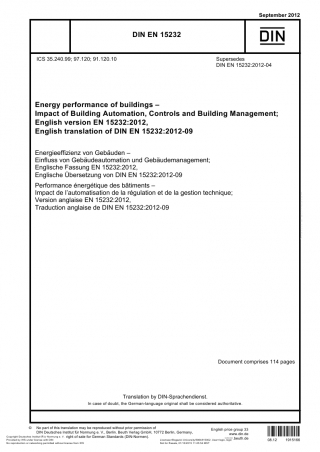 September 2012
DIN EN 15232
DIN
ICS 35.240.99; 97.120; 91.120.10
Supersedes
DIN EN 15232:2012-04
Energy performance of buildings –
Impact of Building Automation, Controls and Building Management;
English version EN 15232:2012,
English translation of DIN EN 15232:2012-09
Energieeffizienz von Gebäuden –
Einfluss von Gebäudeautomation und Gebäudemanagement;
Englische Fassung EN 15232:2012,
Englische Übersetzung von DIN EN 15232:2012-09
Performance énergétique des bâtiments –
Impact de l'automatisation de la régulation et de la gestion technique;
Version anglaise EN 15232:2012,
Traduction anglaise de DIN EN 15232:2012-09
Document comprises 114 pages
Translation by DIN-Sprachendienst.
In case of doubt, the German-language original shall be considered authoritative.
© No part of this translation may be reproduced without prior permission of
DIN Deutsches Institut für Normung e. V., Berlin. Beuth Verlag GmbH, 10772 Berlin, Germany,
right of sale for German Standards (DIN-Normen).
English price group 33
www.din.de
www.beuth.de